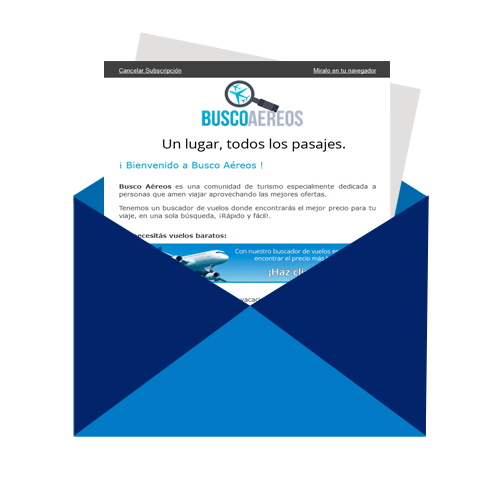 Cancelar Subscripción
Miralo en tu navegador
BUSCOAEREOS
Un lugar, todos los pasajes.
¡ Bienvenido a Busco Aéreos !
Busco Aéreos es una comunidad de turismo especialmente dedicada a
personas que amen viajar aprovechando las mejores ofertas.
Tenemos un buscador de vuelos donde encontrarás el mejor precio para tu
viaje, en una sola búsqueda, ¡Rápido y fácil!.
vuelos baratos:
Con nuestro buscador de vuelos
encontrar el precio más
¡Haz